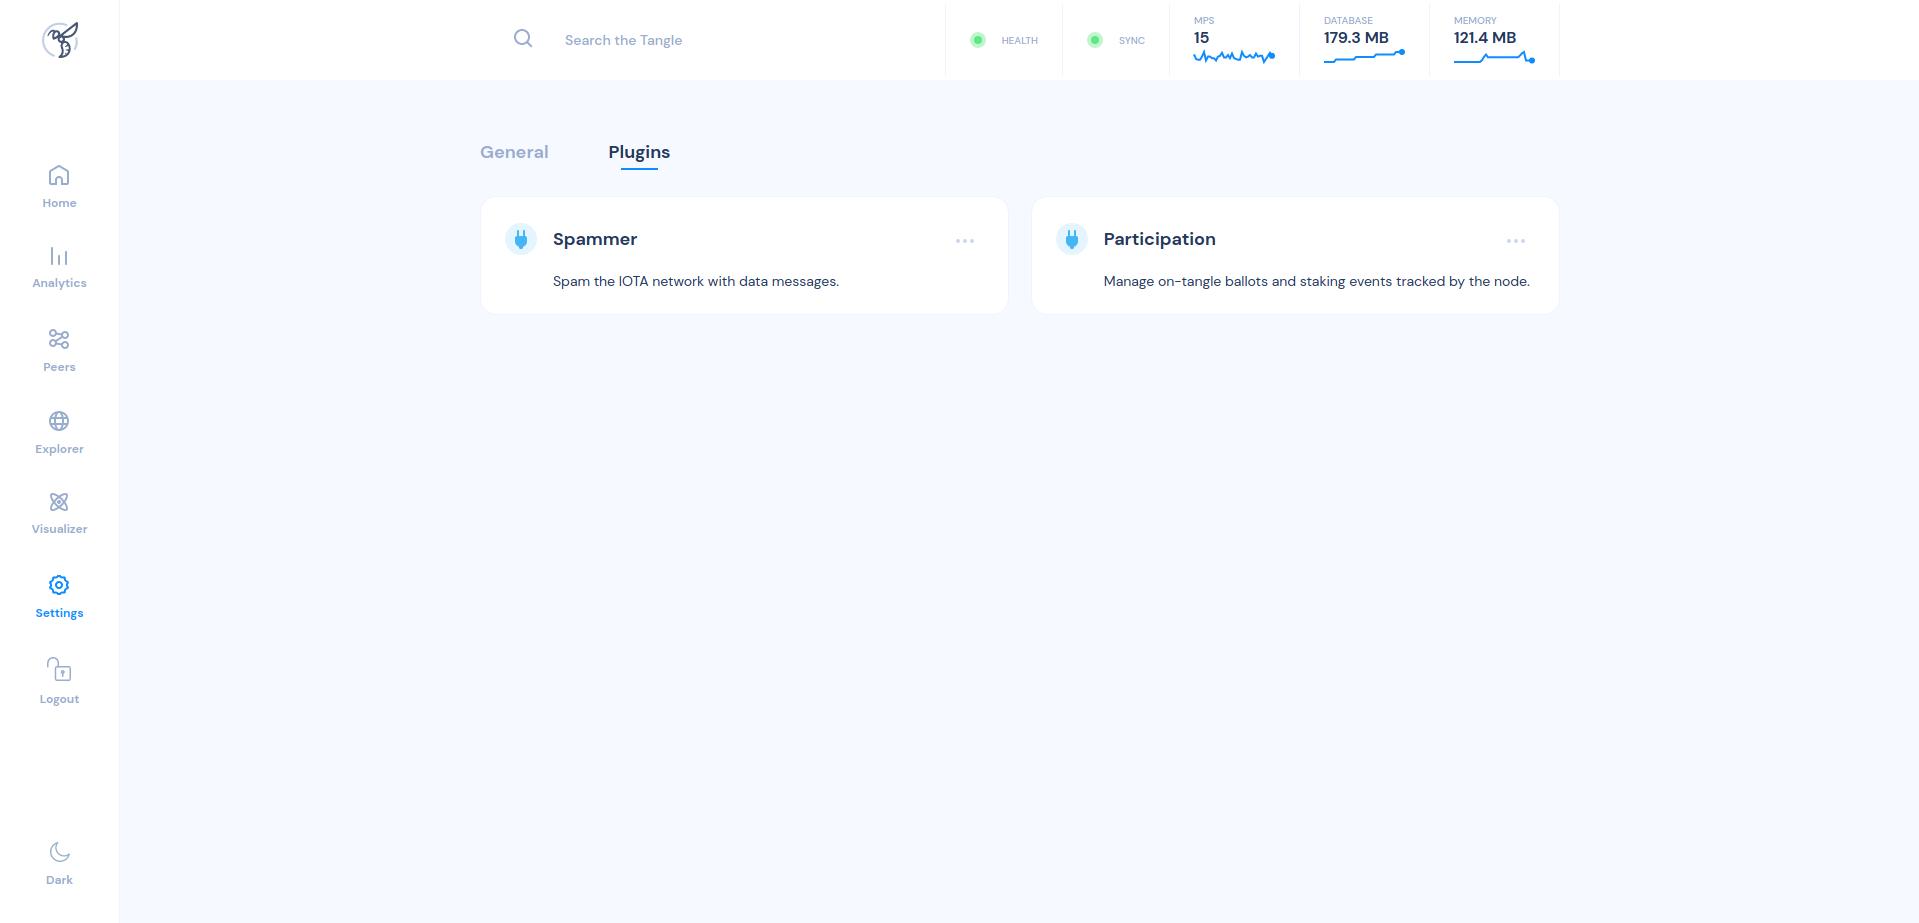 Search the Tangle
HEALTH
SYNC
MPS
15
DATABASE
179.3 MB
MEMORY
121.4 MB
Home
Analytics
Peers
Explorer
Visualizer
Settings
Logout
Dark
General
Plugins
Spammer
Spam the IOTA network with data messages.
Participation
Manage on-tangle ballots and staking events tracked by the node.